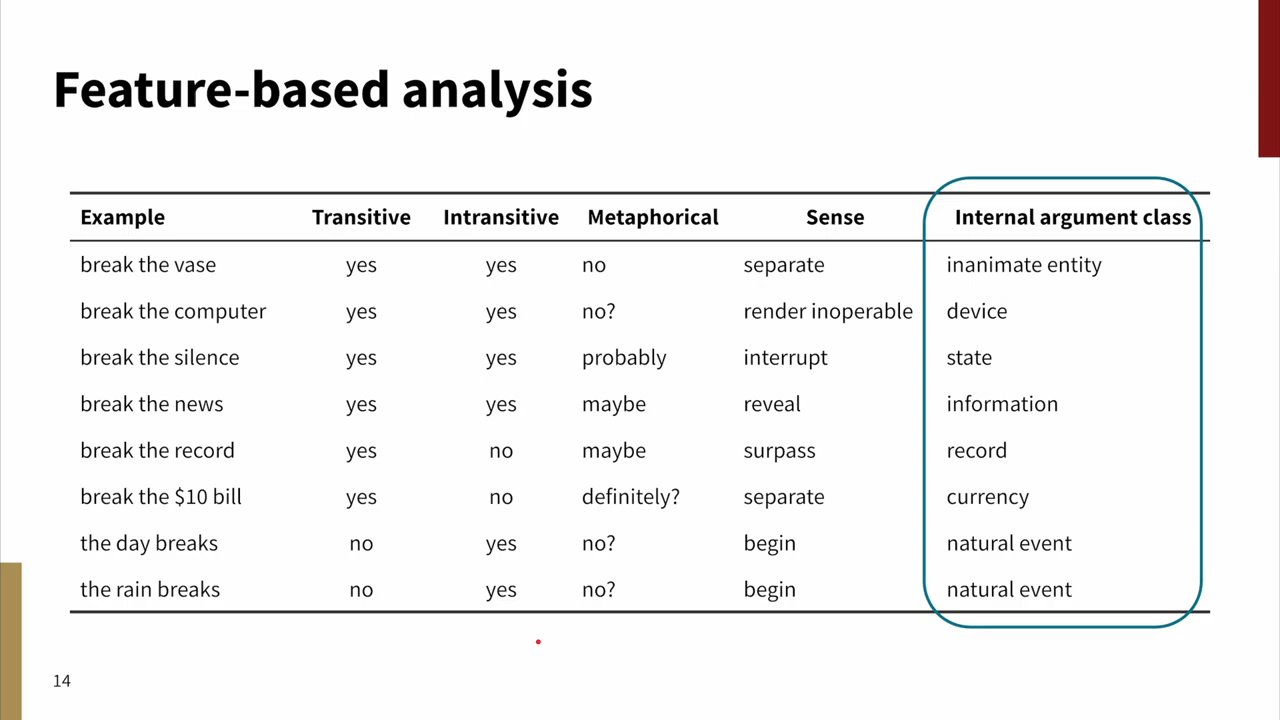 Feature-based analysis
Example Transitive Intransitive Metaphorical Sense Internal argument class
break the vase yes yes no separate inanimate entity
break the computer yes yes no? render inoperable device
break the silence yes yes probably interrupt state
break the news yes yes maybe reveal information
break the record yes no maybe surpass record
break the $10 bill yes no definitely? separate currency
the day breaks no yes no? begin natural event
the rain breaks no yes no? begin natural event
14